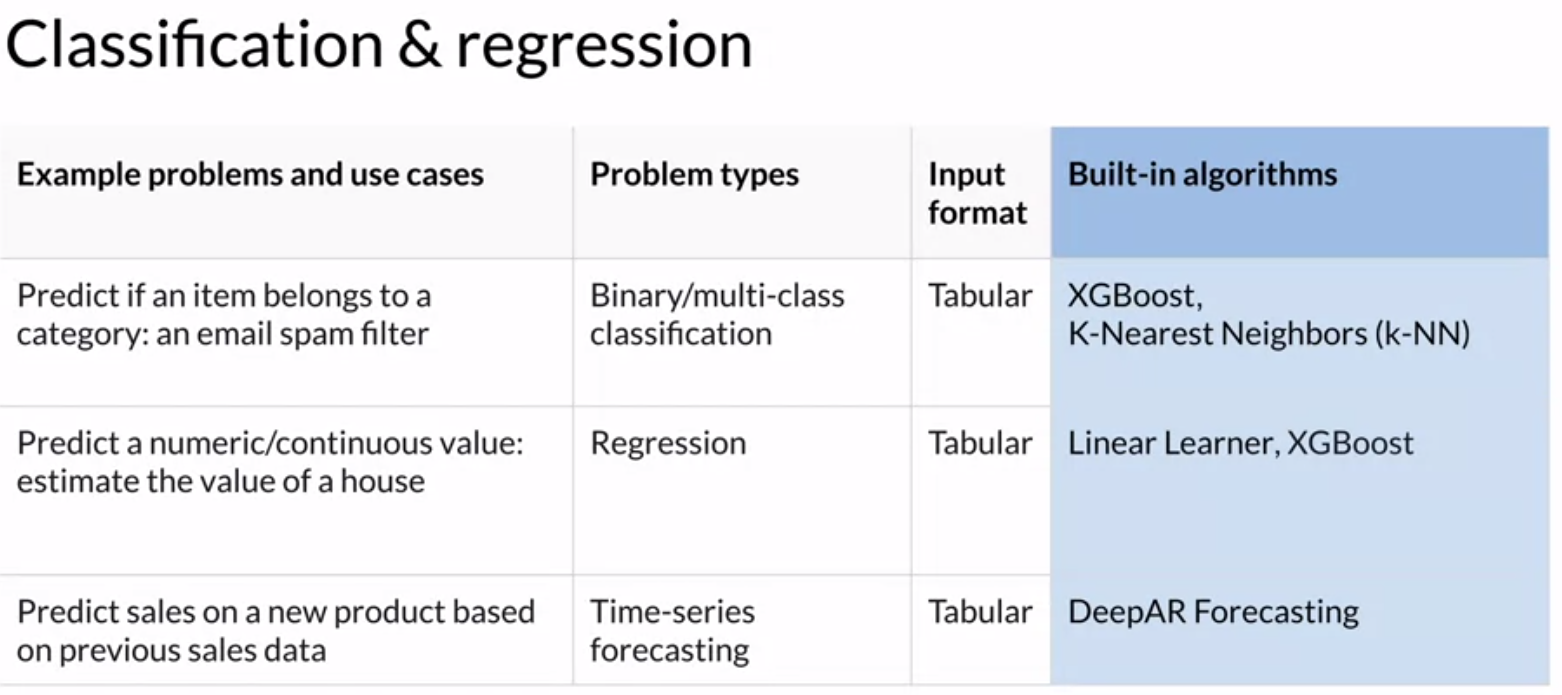 Classification & regression
Example problems and use cases
Problem types
Input
format
Built-in algorithms
Predict if an item belongs to a
category: an email spam filter
Binary/multi-class
classification
Tabular
XGBoost,
K-Nearest Neighbors (k-NN)
Predict a numeric/continuous value:
estimate the value of a house
Regression
Tabular
Linear Learner, XGBoost
Predict sales on a new product based
on previous sales data
Time-series
forecasting
Tabular
DeepAR Forecasting